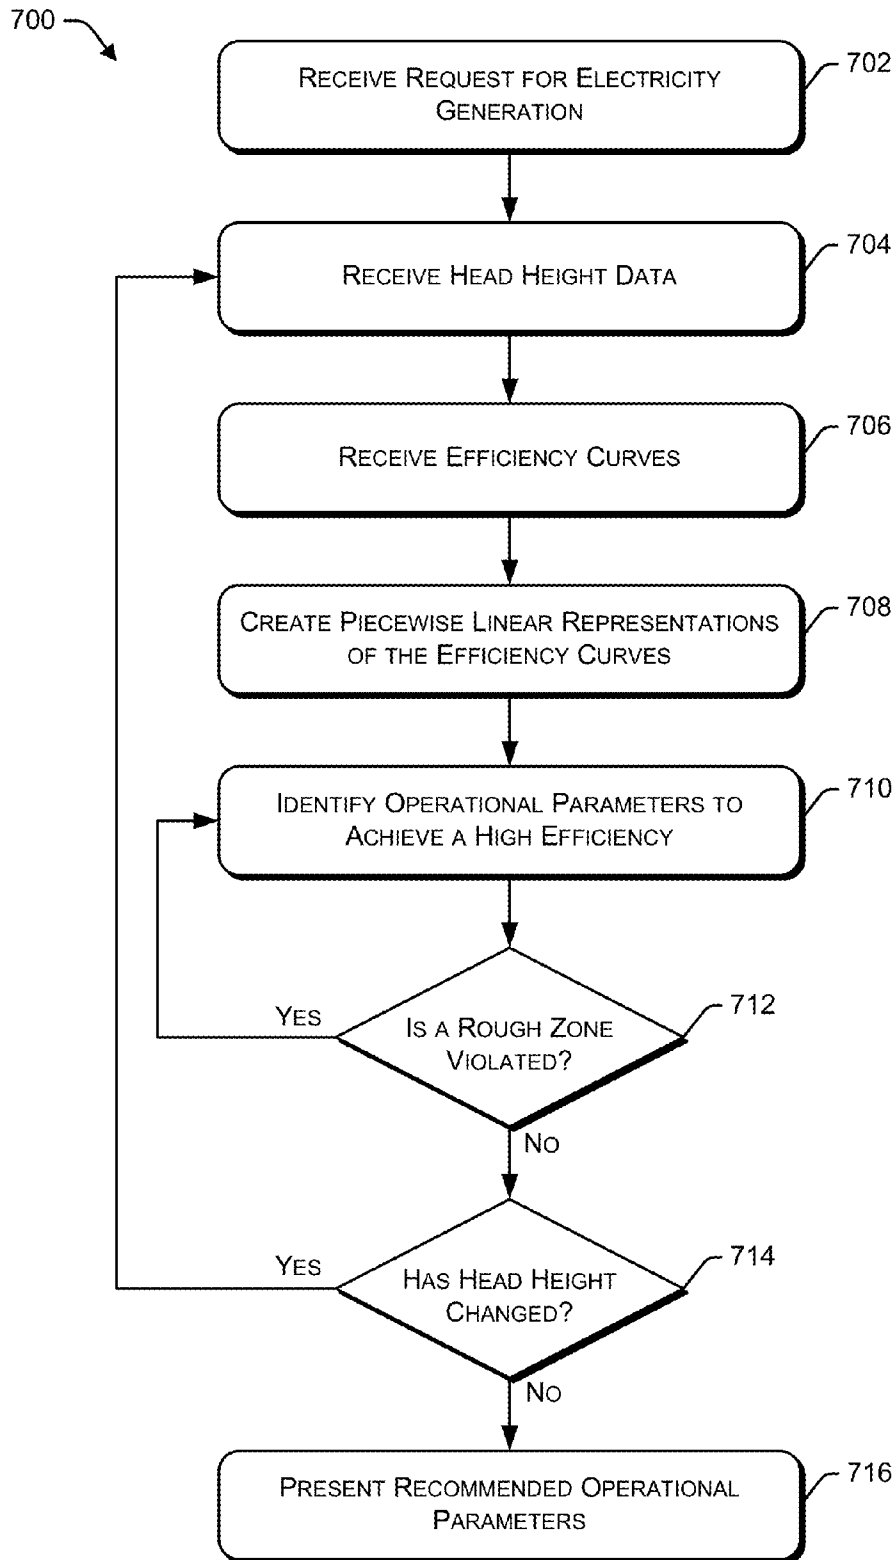 700
RECEIVE REQUEST FOR ELECTRICITY
GENERATION
702
RECEIVE HEAD HEIGHT DATA
704
RECEIVE EFFICIENCY CURVES
706
CREATE PIECEWISE LINEAR REPRESENTATIONS
OF THE EFFICIENCY CURVES
708
IDENTIFY OPERATIONAL PARAMETERS TO
ACHIEVE A HIGH EFFICIENCY
710
YES
IS A ROUGH ZONE
VIOLATED?
712
NO
YES
HAS HEAD HEIGHT
CHANGED?
714
NO
PRESENT RECOMMENDED OPERATIONAL
PARAMETERS
716